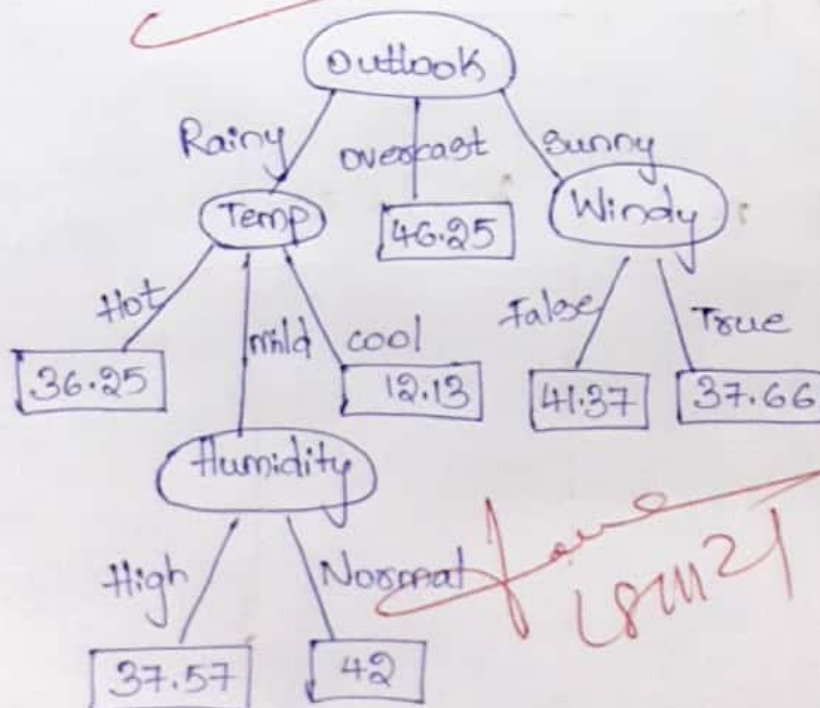 Outlook
Rainy overcast Sunny
Temp 46.25 Windy
Hot mild cool False True
36.25 12.13 41.37 37.66
Humidity
High Normal
37.57 42